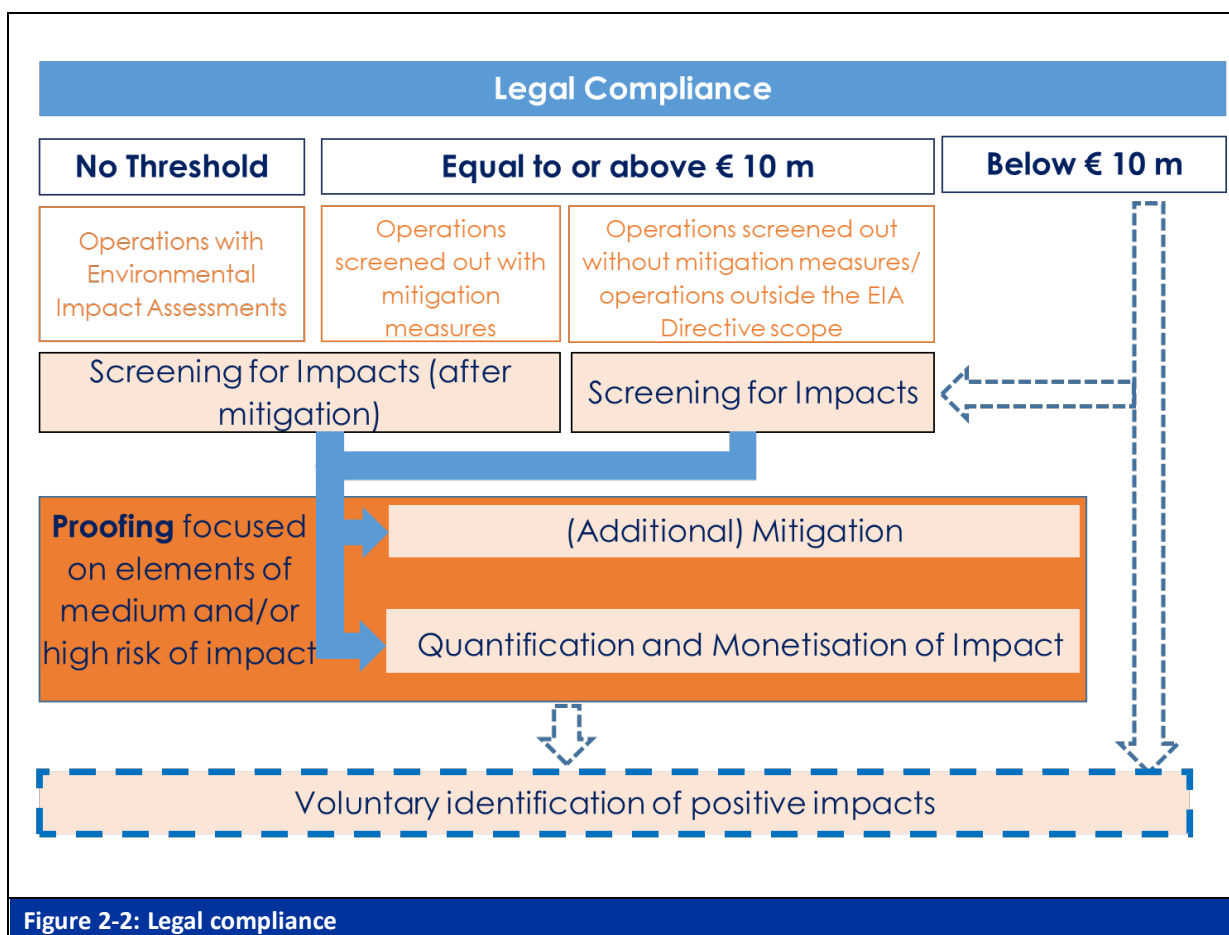 Legal Compliance
No Threshold
Equal to or above € 10 m
Below € 10 m
Operations with
Environmental
Impact Assessments
Operations
screened out with
mitigation
measures
Operations screened out
without mitigation measures/
operations outside the EIA
Directive scope
Screening for Impacts (after
mitigation)
Screening for Impacts
Proofing focused
on elements of
medium and/or
high risk of impact
(Additional) Mitigation
Quantification and Monetisation of Impact
Voluntary identification of positive impacts
Figure 2-2: Legal compliance